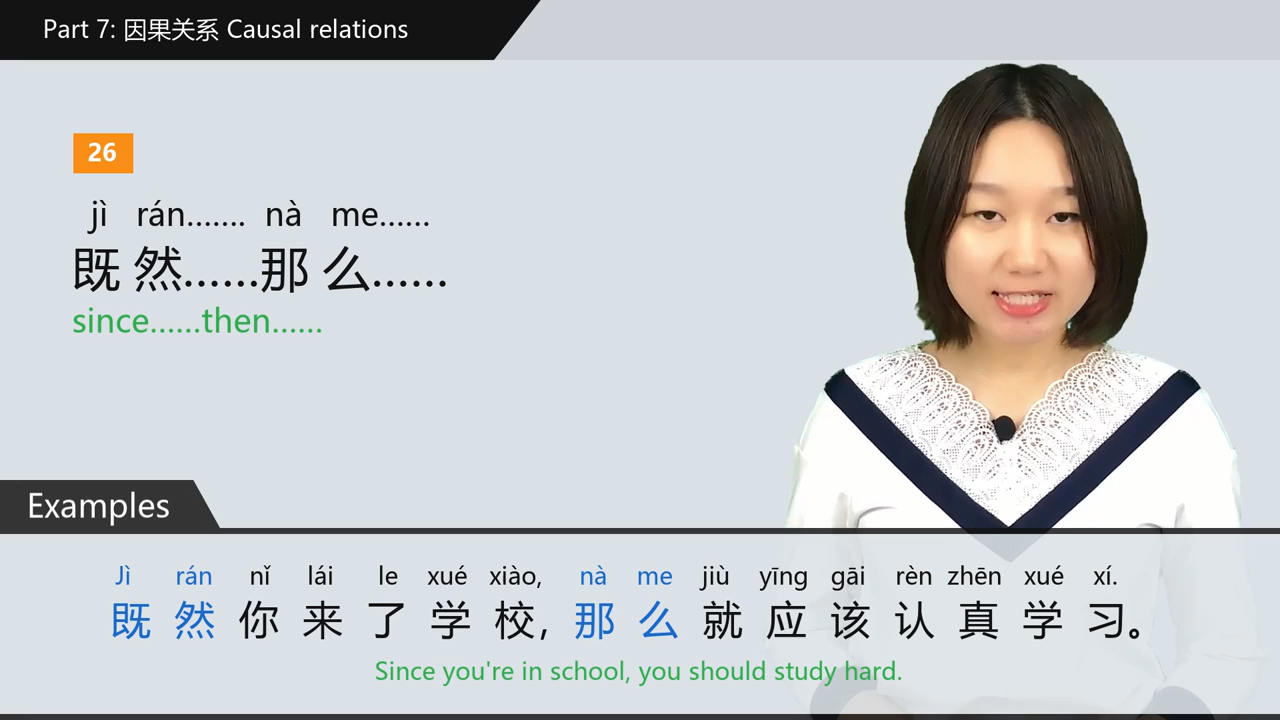 Part 7: 因果关系 Causal relations
26
jì rán....... nà me......
既然......那么......
since......then......
Examples
Jì rán nǐ lái le xué xiào, nà me jiù yīng gāi rèn zhēn xué xí.
既然你来了学校，那么就应该认真学习。
Since you're in school, you should study hard.